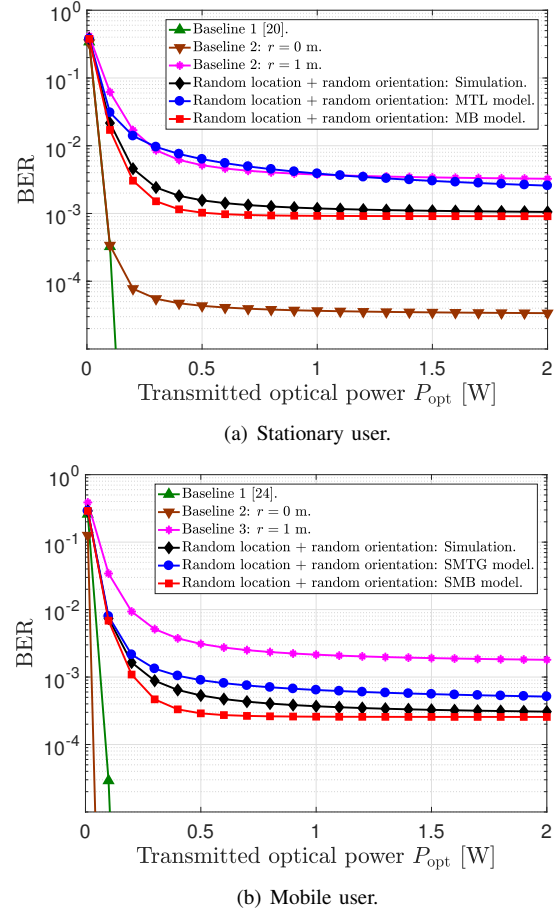 10^0
10^-1
10^-2
10^-3
10^-4
BER
Baseline 1 [20].
Baseline 2: r = 0 m.
Baseline 2: r = 1 m.
Random location + random orientation: Simulation.
Random location + random orientation: MTL model.
Random location + random orientation: MB model.
0 0.5 1 1.5 2
Transmitted optical power P_opt [W]
(a) Stationary user.
10^0
10^-1
10^-2
10^-3
10^-4
BER
Baseline 1 [24].
Baseline 2: r = 0 m.
Baseline 3: r = 1 m.
Random location + random orientation: Simulation.
Random location + random orientation: SMTG model.
Random location + random orientation: SMB model.
0 0.5 1 1.5 2
Transmitted optical power P_opt [W]
(b) Mobile user.